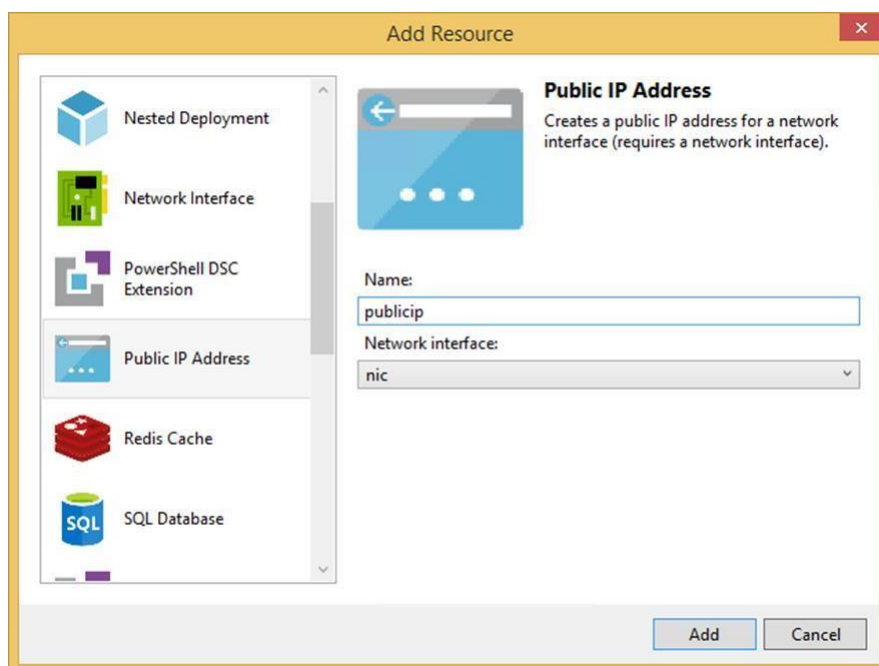 Add Resource
Nested Deployment
Network Interface
PowerShell DSC
Extension
Public IP Address
Redis Cache
SQL
SQL Database
Public IP Address
Creates a public IP address for a network
interface (requires a network interface).
Name:
publicip
Network interface:
nic
Add
Cancel